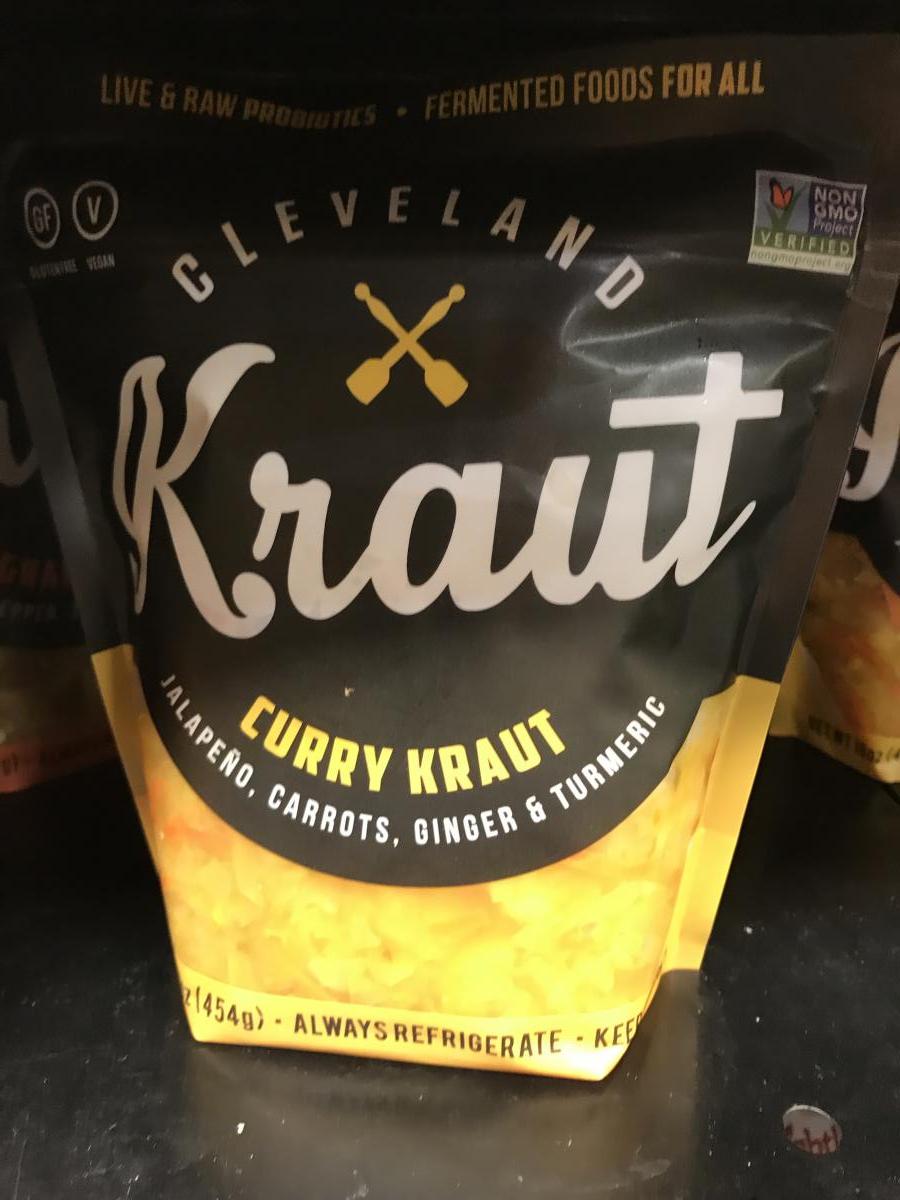 LIVE & RAW PROBIOTICS • FERMENTED FOODS FOR ALL
GF V
GLUTEN FREE VEGAN
NON
GMO
Project
VERIFIED
nongmoproject.org
CLEVELAND
Kraut
CURRY KRAUT
JALAPEÑO, CARROTS, GINGER & TURMERIC
(454g) - ALWAYS REFRIGERATE - KEEP